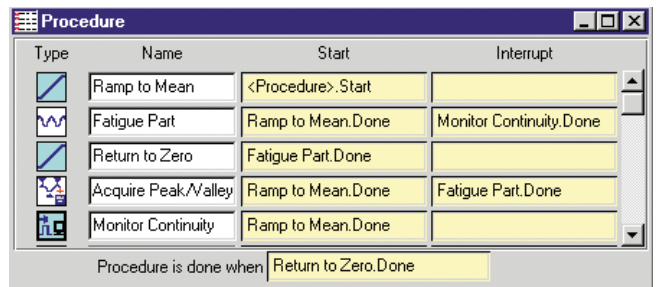 Procedure
Type Name Start Interrupt
Ramp to Mean <Procedure>.Start
Fatigue Part Ramp to Mean.Done Monitor Continuity.Done
Return to Zero Fatigue Part.Done
Acquire Peak/Valley Ramp to Mean.Done Fatigue Part.Done
Monitor Continuity Ramp to Mean.Done
Procedure is done when Return to Zero.Done